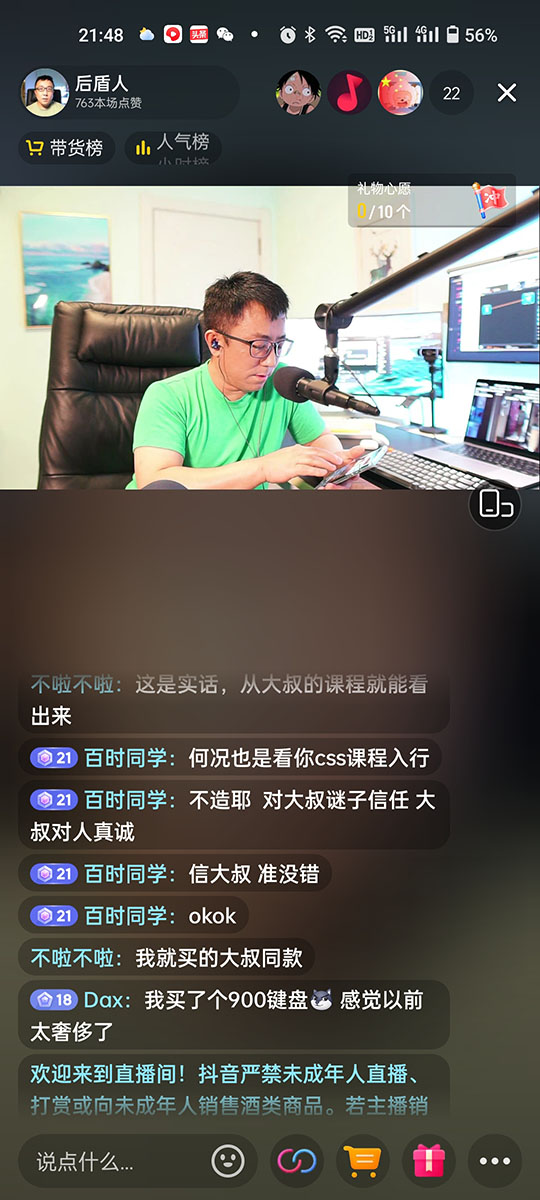 21:48
头条
HD 5G 4G 56%
后盾人
763本场点赞
22
带货榜
人气榜
小时榜
礼物心愿
0/10个
不啦不啦：这是实话，从大叔的课程就能看
出来
21 百时同学：何况也是看你css课程入行
21 百时同学：不造耶 对大叔谜子信任 大
叔对人真诚
21 百时同学：信大叔 准没错
21 百时同学：okok
不啦不啦：我就买的大叔同款
18 Dax：我买了个900键盘 感觉以前
太奢侈了
欢迎来到直播间！抖音严禁未成年人直播、
打赏或向未成年人销售酒类商品。若主播销
说点什么...